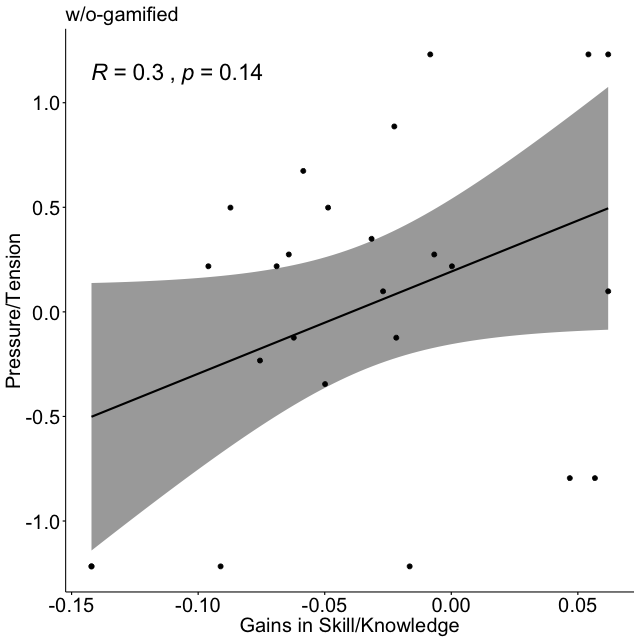 w/o-gamified
R = 0.3 , p = 0.14
Pressure/Tension
1.0
0.5
0.0
-0.5
-1.0
-0.15 -0.10 -0.05 0.00 0.05
Gains in Skill/Knowledge